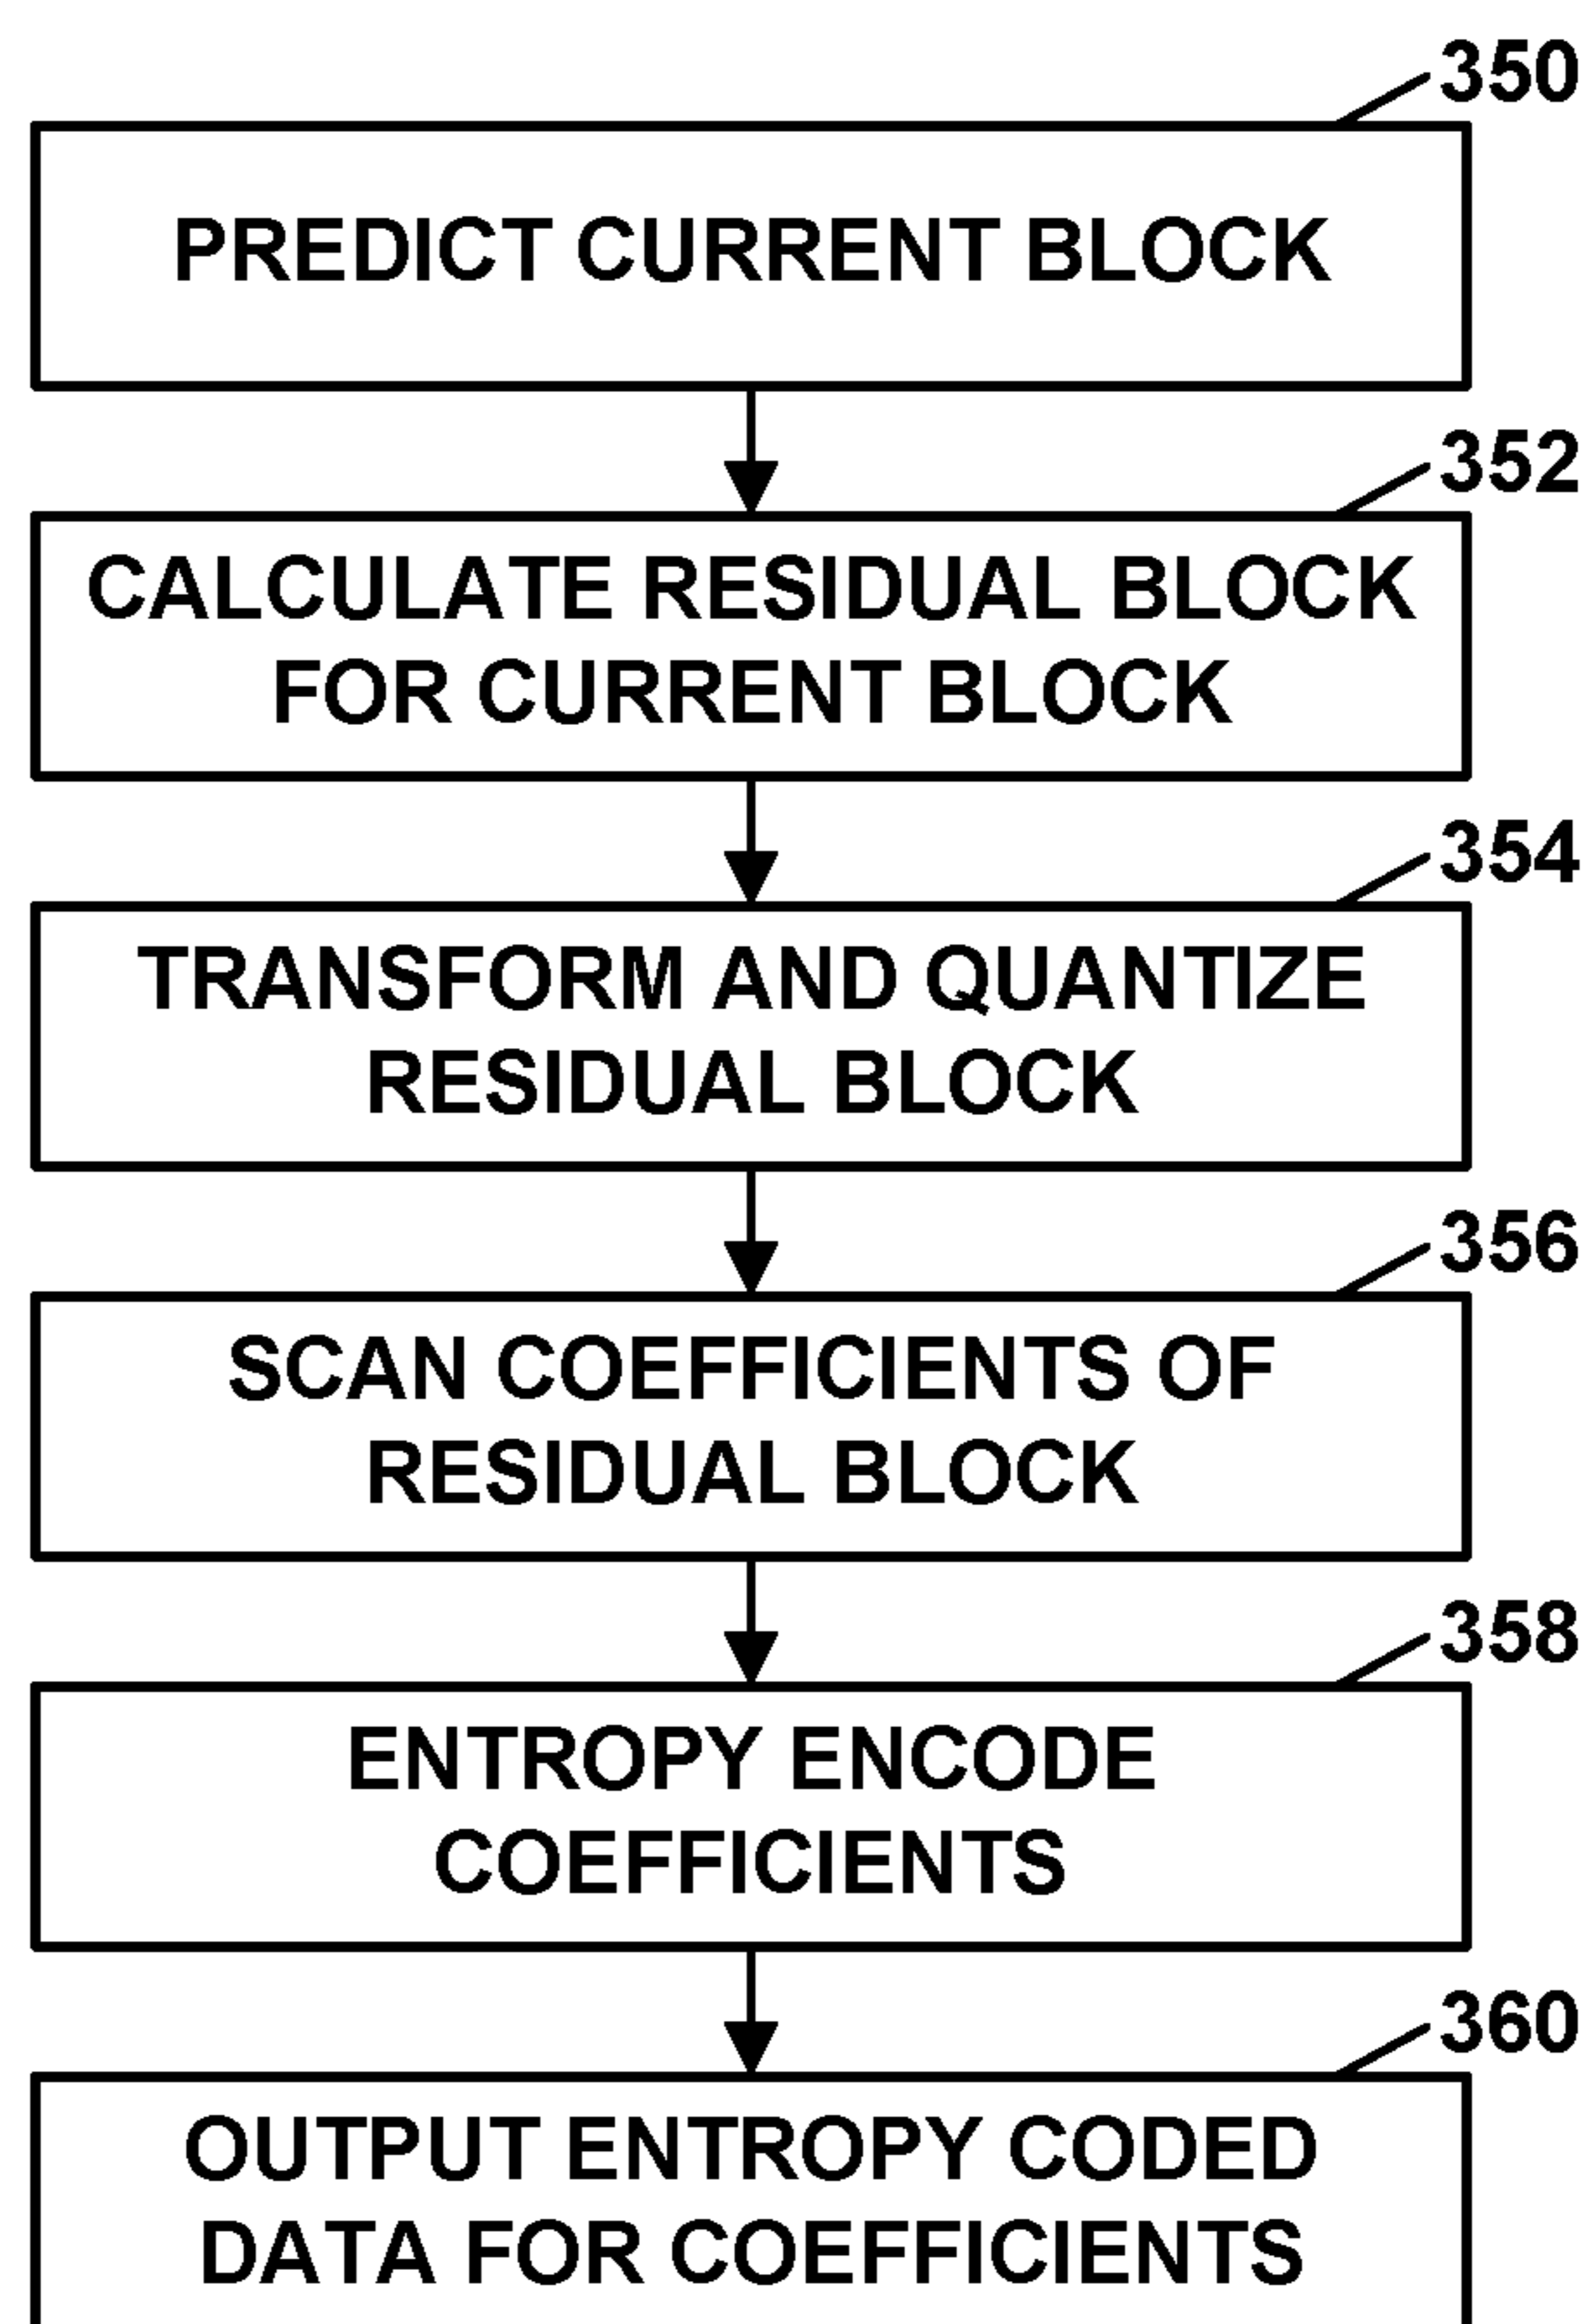 350
PREDICT CURRENT BLOCK
352
CALCULATE RESIDUAL BLOCK
FOR CURRENT BLOCK
354
TRANSFORM AND QUANTIZE
RESIDUAL BLOCK
356
SCAN COEFFICIENTS OF
RESIDUAL BLOCK
358
ENTROPY ENCODE
COEFFICIENTS
360
OUTPUT ENTROPY CODED
DATA FOR COEFFICIENTS